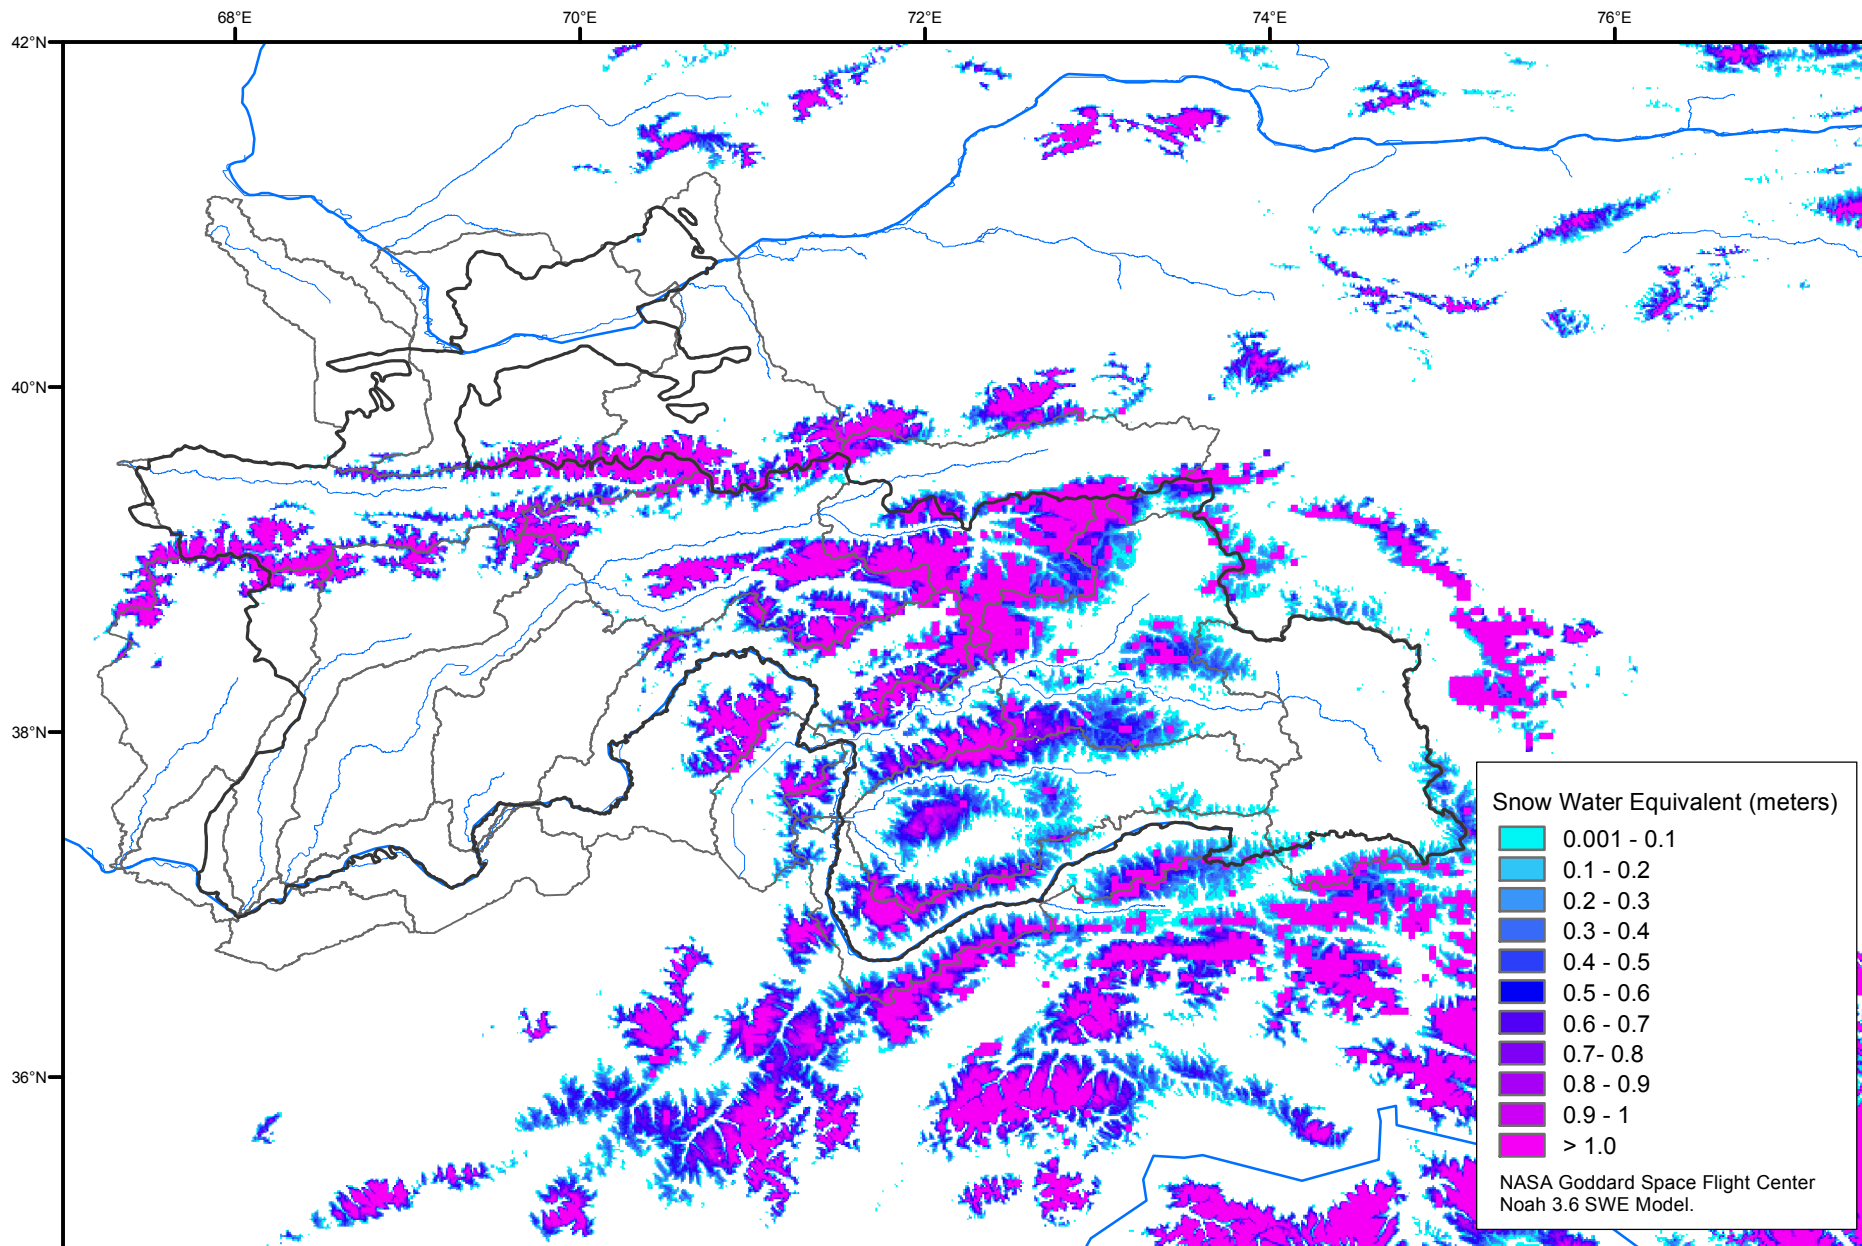 68°E 70°E 72°E 74°E 76°E
42°N
40°N
38°N
36°N
Snow Water Equivalent (meters)
0.001 - 0.1
0.1 - 0.2
0.2 - 0.3
0.3 - 0.4
0.4 - 0.5
0.5 - 0.6
0.6 - 0.7
0.7- 0.8
0.8 - 0.9
0.9 - 1
> 1.0
NASA Goddard Space Flight Center
Noah 3.6 SWE Model.